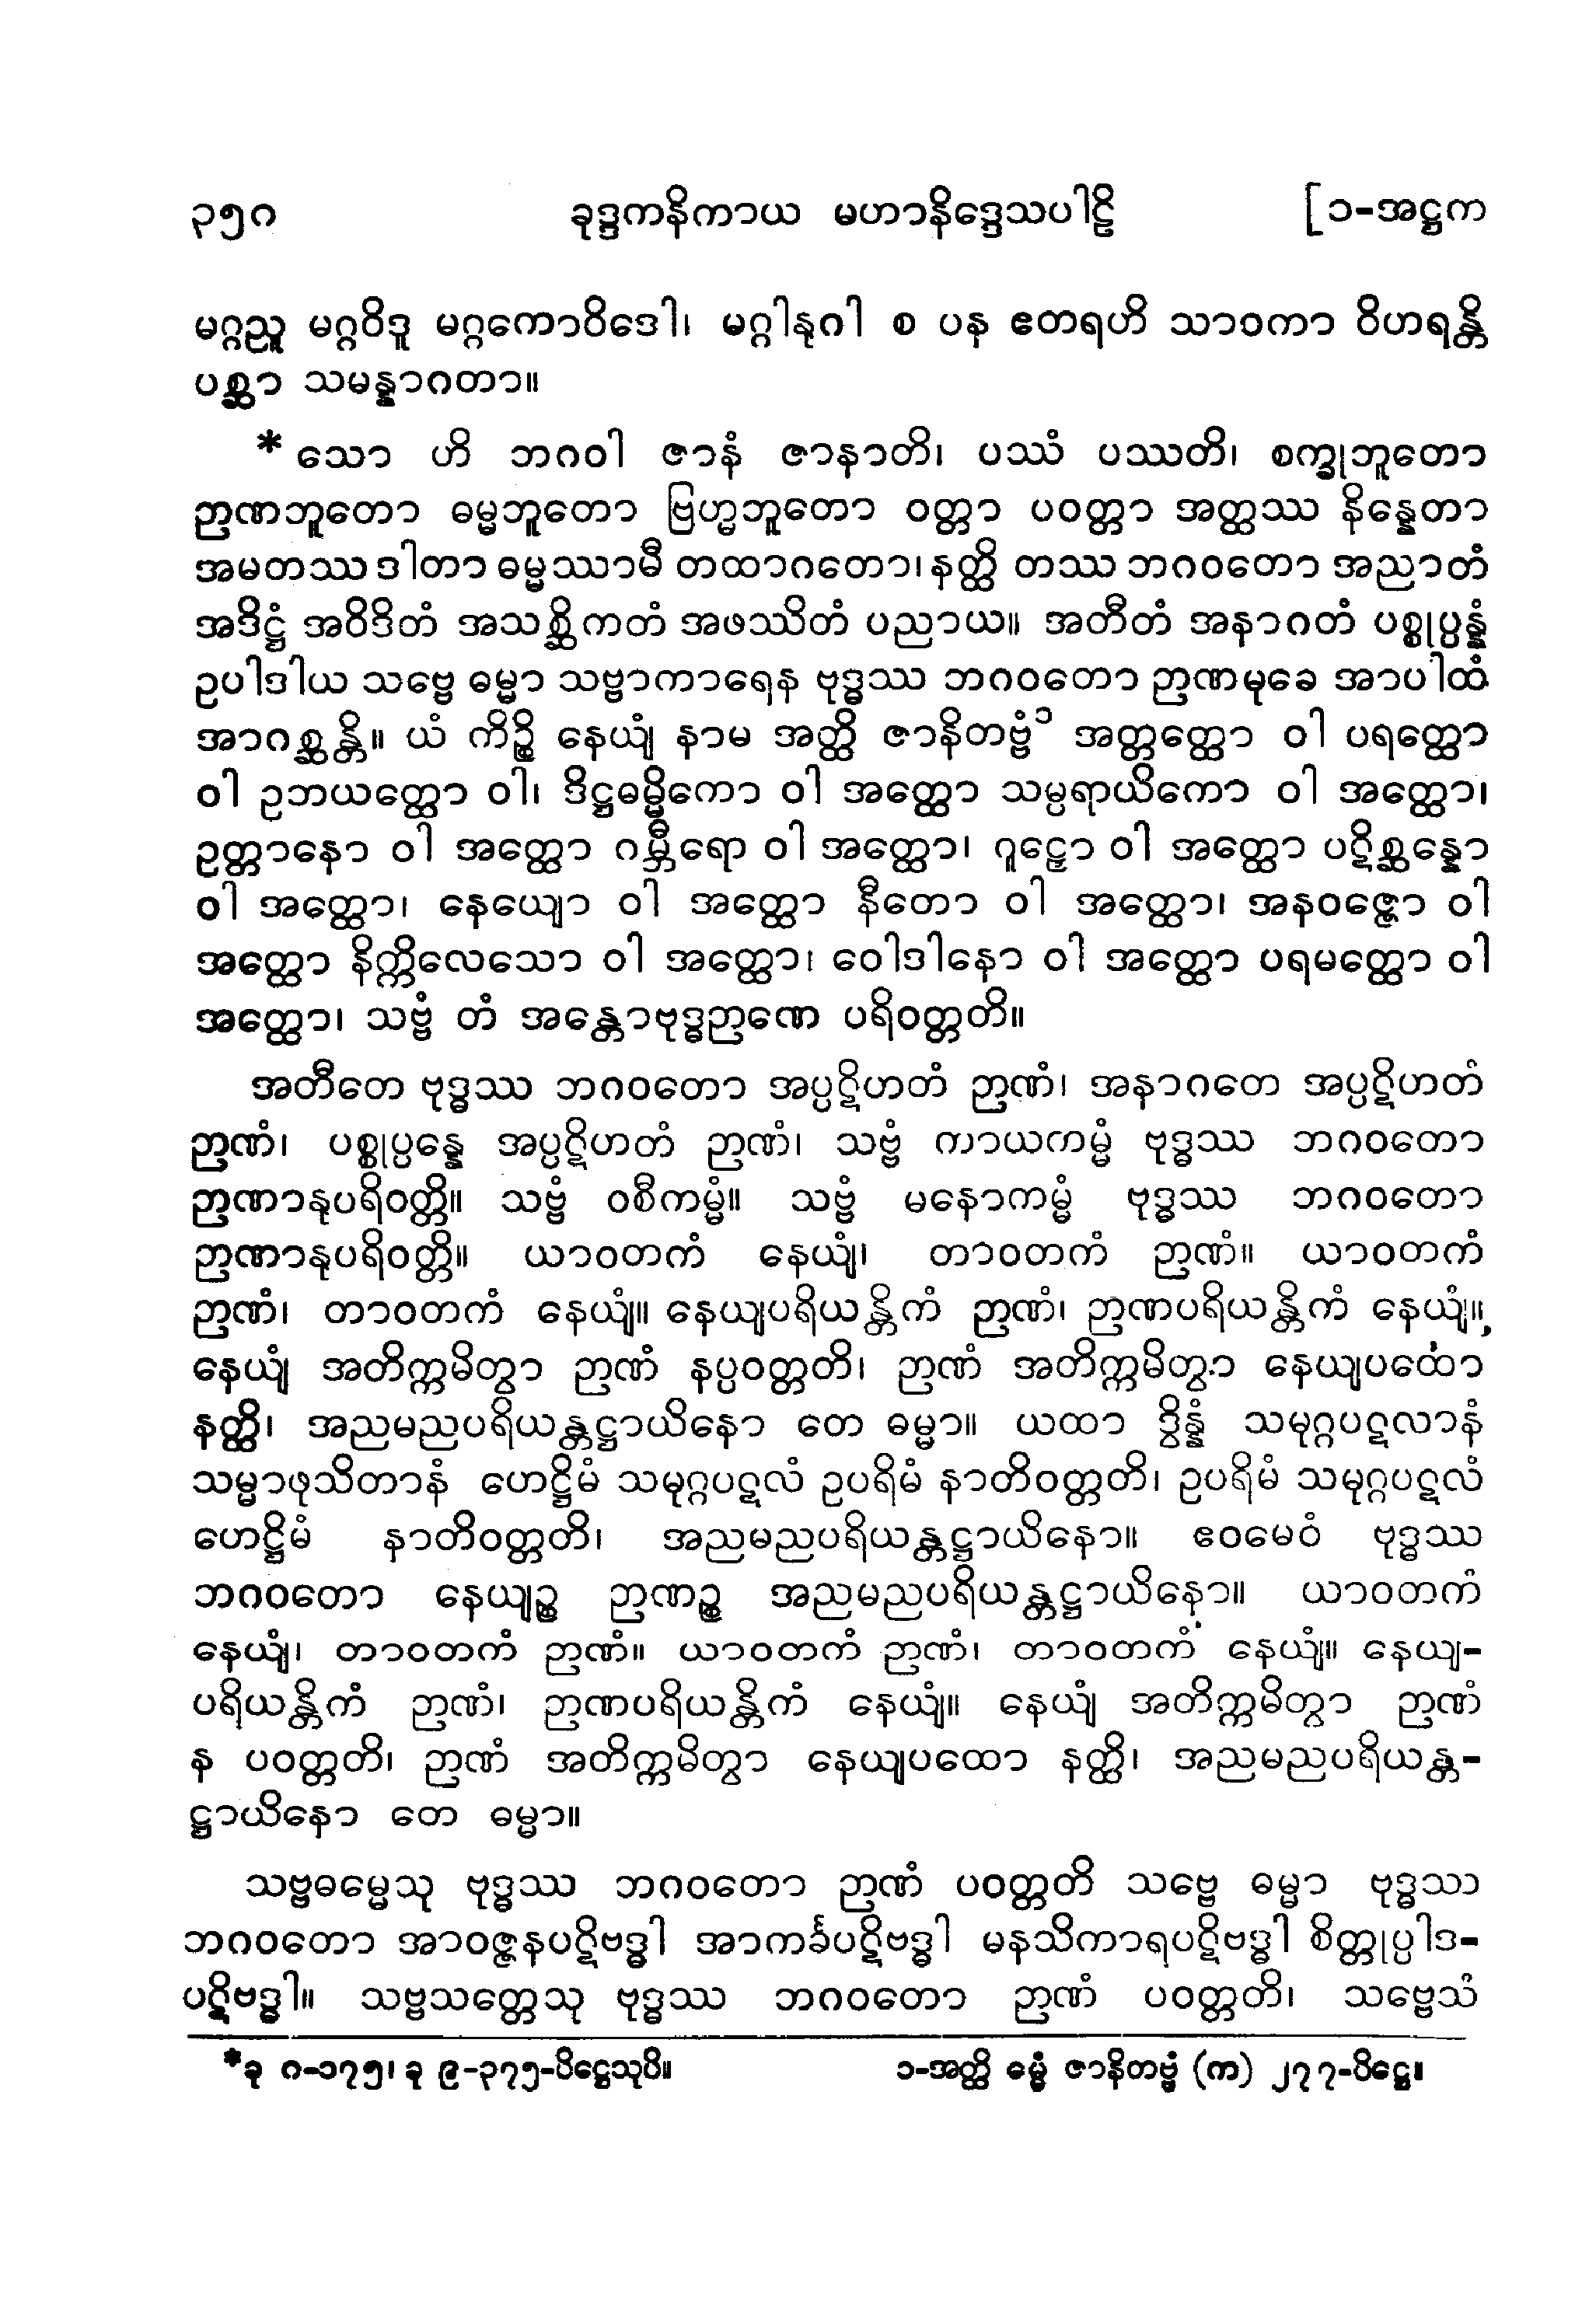 ၃၅ဂ ခုဒ္ဒကနိကာယ မဟာနိဒ္ဒေသပါဠိ [၁-အဋ္ဌက
မဂ္ဂညူ မဂ္ဂဝိဒူ မဂ္ဂကောဝိဒေါ၊ မဂ္ဂါနုဂါ စ ပန ဧတရဟိ သာဝကာ ဝိဟရန္တိ
ပစ္ဆာ သမန္နာဂတာ။
* သော ဟိ ဘဂဝါ ဇာနံ ဇာနာတိ၊ ပဿံ ပဿတိ၊ စက္ခုဘူတော
ဉာဏဘူတော ဓမ္မဘူတော ဗြဟ္မဘူတော ဝတ္တာ ပဝတ္တာ အတ္ထဿ နိန္နေတာ
အမတဿ ဒါတာ ဓမ္မဿာမီ တထာဂတော၊ နတ္ထိ တဿ ဘဂဝတော အညာတံ
အဒိဋ္ဌံ အဝိဒိတံ အသစ္ဆိကတံ အဖဿိတံ ပညာယ။ အတီတံ အနာဂတံ ပစ္စုပ္ပန္နံ
ဥပါဒါယ သဗ္ဗေ ဓမ္မာ သဗ္ဗာကာရေန ဗုဒ္ဓဿ ဘဂဝတော ဉာဏမုခေ အာပါထံ
အာဂစ္ဆန္တိ။ ယံ ကိဉ္စိ နေယျံ နာမ အတ္ထိ ဇာနိတဗ္ဗံ၁ အတ္တတ္ထော ဝါ ပရတ္ထော
ဝါ ဥဘယတ္ထော ဝါ၊ ဒိဋ္ဌဓမ္မိကော ဝါ အတ္ထော သမ္ပရာယိကော ဝါ အတ္ထော၊
ဥတ္တာနော ဝါ အတ္ထော ဂမ္ဘီရော ဝါ အတ္ထော၊ ဂူဠှော ဝါ အတ္ထော ပဋိစ္ဆန္နော
ဝါ အတ္ထော၊ နေယျော ဝါ အတ္ထော နီတော ဝါ အတ္ထော၊ အနဝဇ္ဇော ဝါ
အတ္ထော နိက္ကိလေသော ဝါ အတ္ထော၊ ဝေါဒါနော ဝါ အတ္ထော ပရမတ္ထော ဝါ
အတ္ထော၊ သဗ္ဗံ တံ အန္တောဗုဒ္ဓဉာဏေ ပရိဝတ္တတိ။
အတီတေ ဗုဒ္ဓဿ ဘဂဝတော အပ္ပဋိဟတံ ဉာဏံ၊ အနာဂတေ အပ္ပဋိဟတံ
ဉာဏံ၊ ပစ္စုပ္ပန္နေ အပ္ပဋိဟတံ ဉာဏံ၊ သဗ္ဗံ ကာယကမ္မံ ဗုဒ္ဓဿ ဘဂဝတော
ဉာဏာနုပရိဝတ္တိ။ သဗ္ဗံ ဝစီကမ္မံ။ သဗ္ဗံ မနောကမ္မံ ဗုဒ္ဓဿ ဘဂဝတော
ဉာဏာနုပရိဝတ္တိ။ ယာဝတကံ နေယျံ၊ တာဝတကံ ဉာဏံ။ ယာဝတကံ
ဉာဏံ၊ တာဝတကံ နေယျံ။ နေယျပရိယန္တိကံ ဉာဏံ၊ ဉာဏပရိယန္တိကံ နေယျံ။
နေယျံ အတိက္ကမိတွာ ဉာဏံ နပ္ပဝတ္တတိ၊ ဉာဏံ အတိက္ကမိတွာ နေယျပထော
နတ္ထိ၊ အညမညပရိယန္တဋ္ဌာယိနော တေ ဓမ္မာ။ ယထာ ဒွိန္နံ သမုဂ္ဂပဋလာနံ
သမ္မာဖုသိတာနံ ဟေဋ္ဌိမံ သမုဂ္ဂပဋလံ ဥပရိမံ နာတိဝတ္တတိ၊ ဥပရိမံ သမုဂ္ဂပဋလံ
ဟေဋ္ဌိမံ နာတိဝတ္တတိ၊ အညမညပရိယန္တဋ္ဌာယိနော။ ဧဝမေဝံ ဗုဒ္ဓဿ
ဘဂဝတော နေယျဉ္စ ဉာဏဉ္စ အညမညပရိယန္တဋ္ဌာယိနော။ ယာဝတကံ
နေယျံ၊ တာဝတကံ ဉာဏံ။ ယာဝတကံ ဉာဏံ၊ တာဝတကံ နေယျံ။ နေယျ-
ပရိယန္တိကံ ဉာဏံ၊ ဉာဏပရိယန္တိကံ နေယျံ။ နေယျံ အတိက္ကမိတွာ ဉာဏံ
န ပဝတ္တတိ၊ ဉာဏံ အတိက္ကမိတွာ နေယျပထော နတ္ထိ၊ အညမညပရိယန္တ-
ဋ္ဌာယိနော တေ ဓမ္မာ။
သဗ္ဗဓမ္မေသု ဗုဒ္ဓဿ ဘဂဝတော ဉာဏံ ပဝတ္တတိ သဗ္ဗေ ဓမ္မာ ဗုဒ္ဓဿ
ဘဂဝတော အာဝဇ္ဇနပဋိဗဒ္ဓါ အာကင်္ခပဋိဗဒ္ဓါ မနသိကာရပဋိဗဒ္ဓါ စိတ္တုပ္ပါဒ-
ပဋိဗဒ္ဓါ။ သဗ္ဗသတ္တေသု ဗုဒ္ဓဿ ဘဂဝတော ဉာဏံ ပဝတ္တတိ၊ သဗ္ဗေသံ
*ခု ဂ-၁၇၅၊ ခု ၉-၃၇၅-ပိဋ္ဌေသုပိ။ ၁-အတ္ထိ ဓမ္မံ ဇာနိတဗ္ဗံ (က) ၂၇၇-ပိဋ္ဌေ။